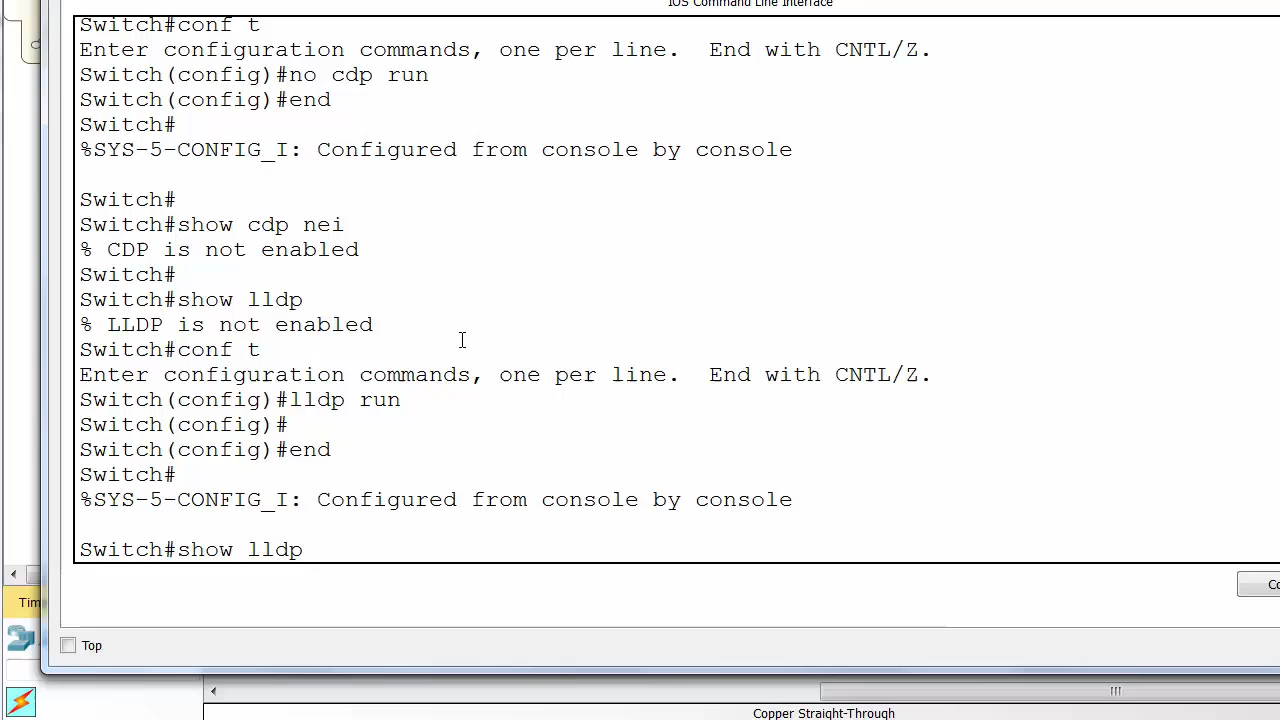 IOS Command Line Interface
Switch#conf t
Enter configuration commands, one per line.  End with CNTL/Z.
Switch(config)#no cdp run
Switch(config)#end
Switch#
%SYS-5-CONFIG_I: Configured from console by console
Switch#
Switch#show cdp nei
% CDP is not enabled
Switch#
Switch#show lldp
% LLDP is not enabled
Switch#conf t
Enter configuration commands, one per line.  End with CNTL/Z.
Switch(config)#lldp run
Switch(config)#
Switch(config)#end
Switch#
%SYS-5-CONFIG_I: Configured from console by console
Switch#show lldp
Co
Tim
Top
Copper Straight-Through